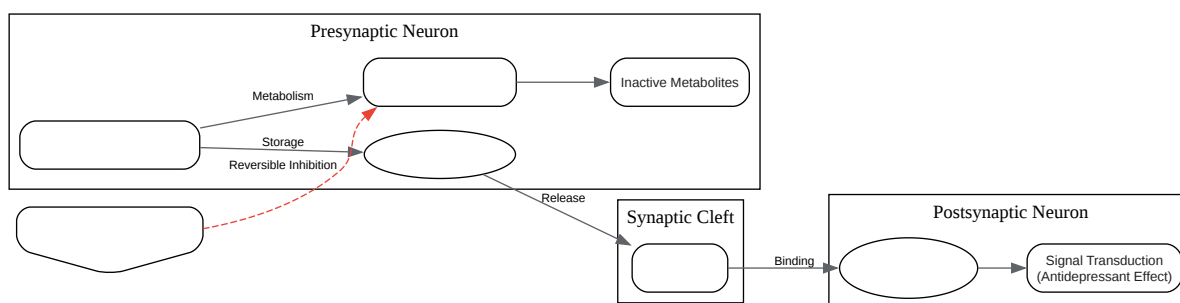 Presynaptic Neuron
Inactive Metabolites
Metabolism
Storage
Reversible Inhibition
Release
Synaptic Cleft
Postsynaptic Neuron
Binding
Signal Transduction
(Antidepressant Effect)